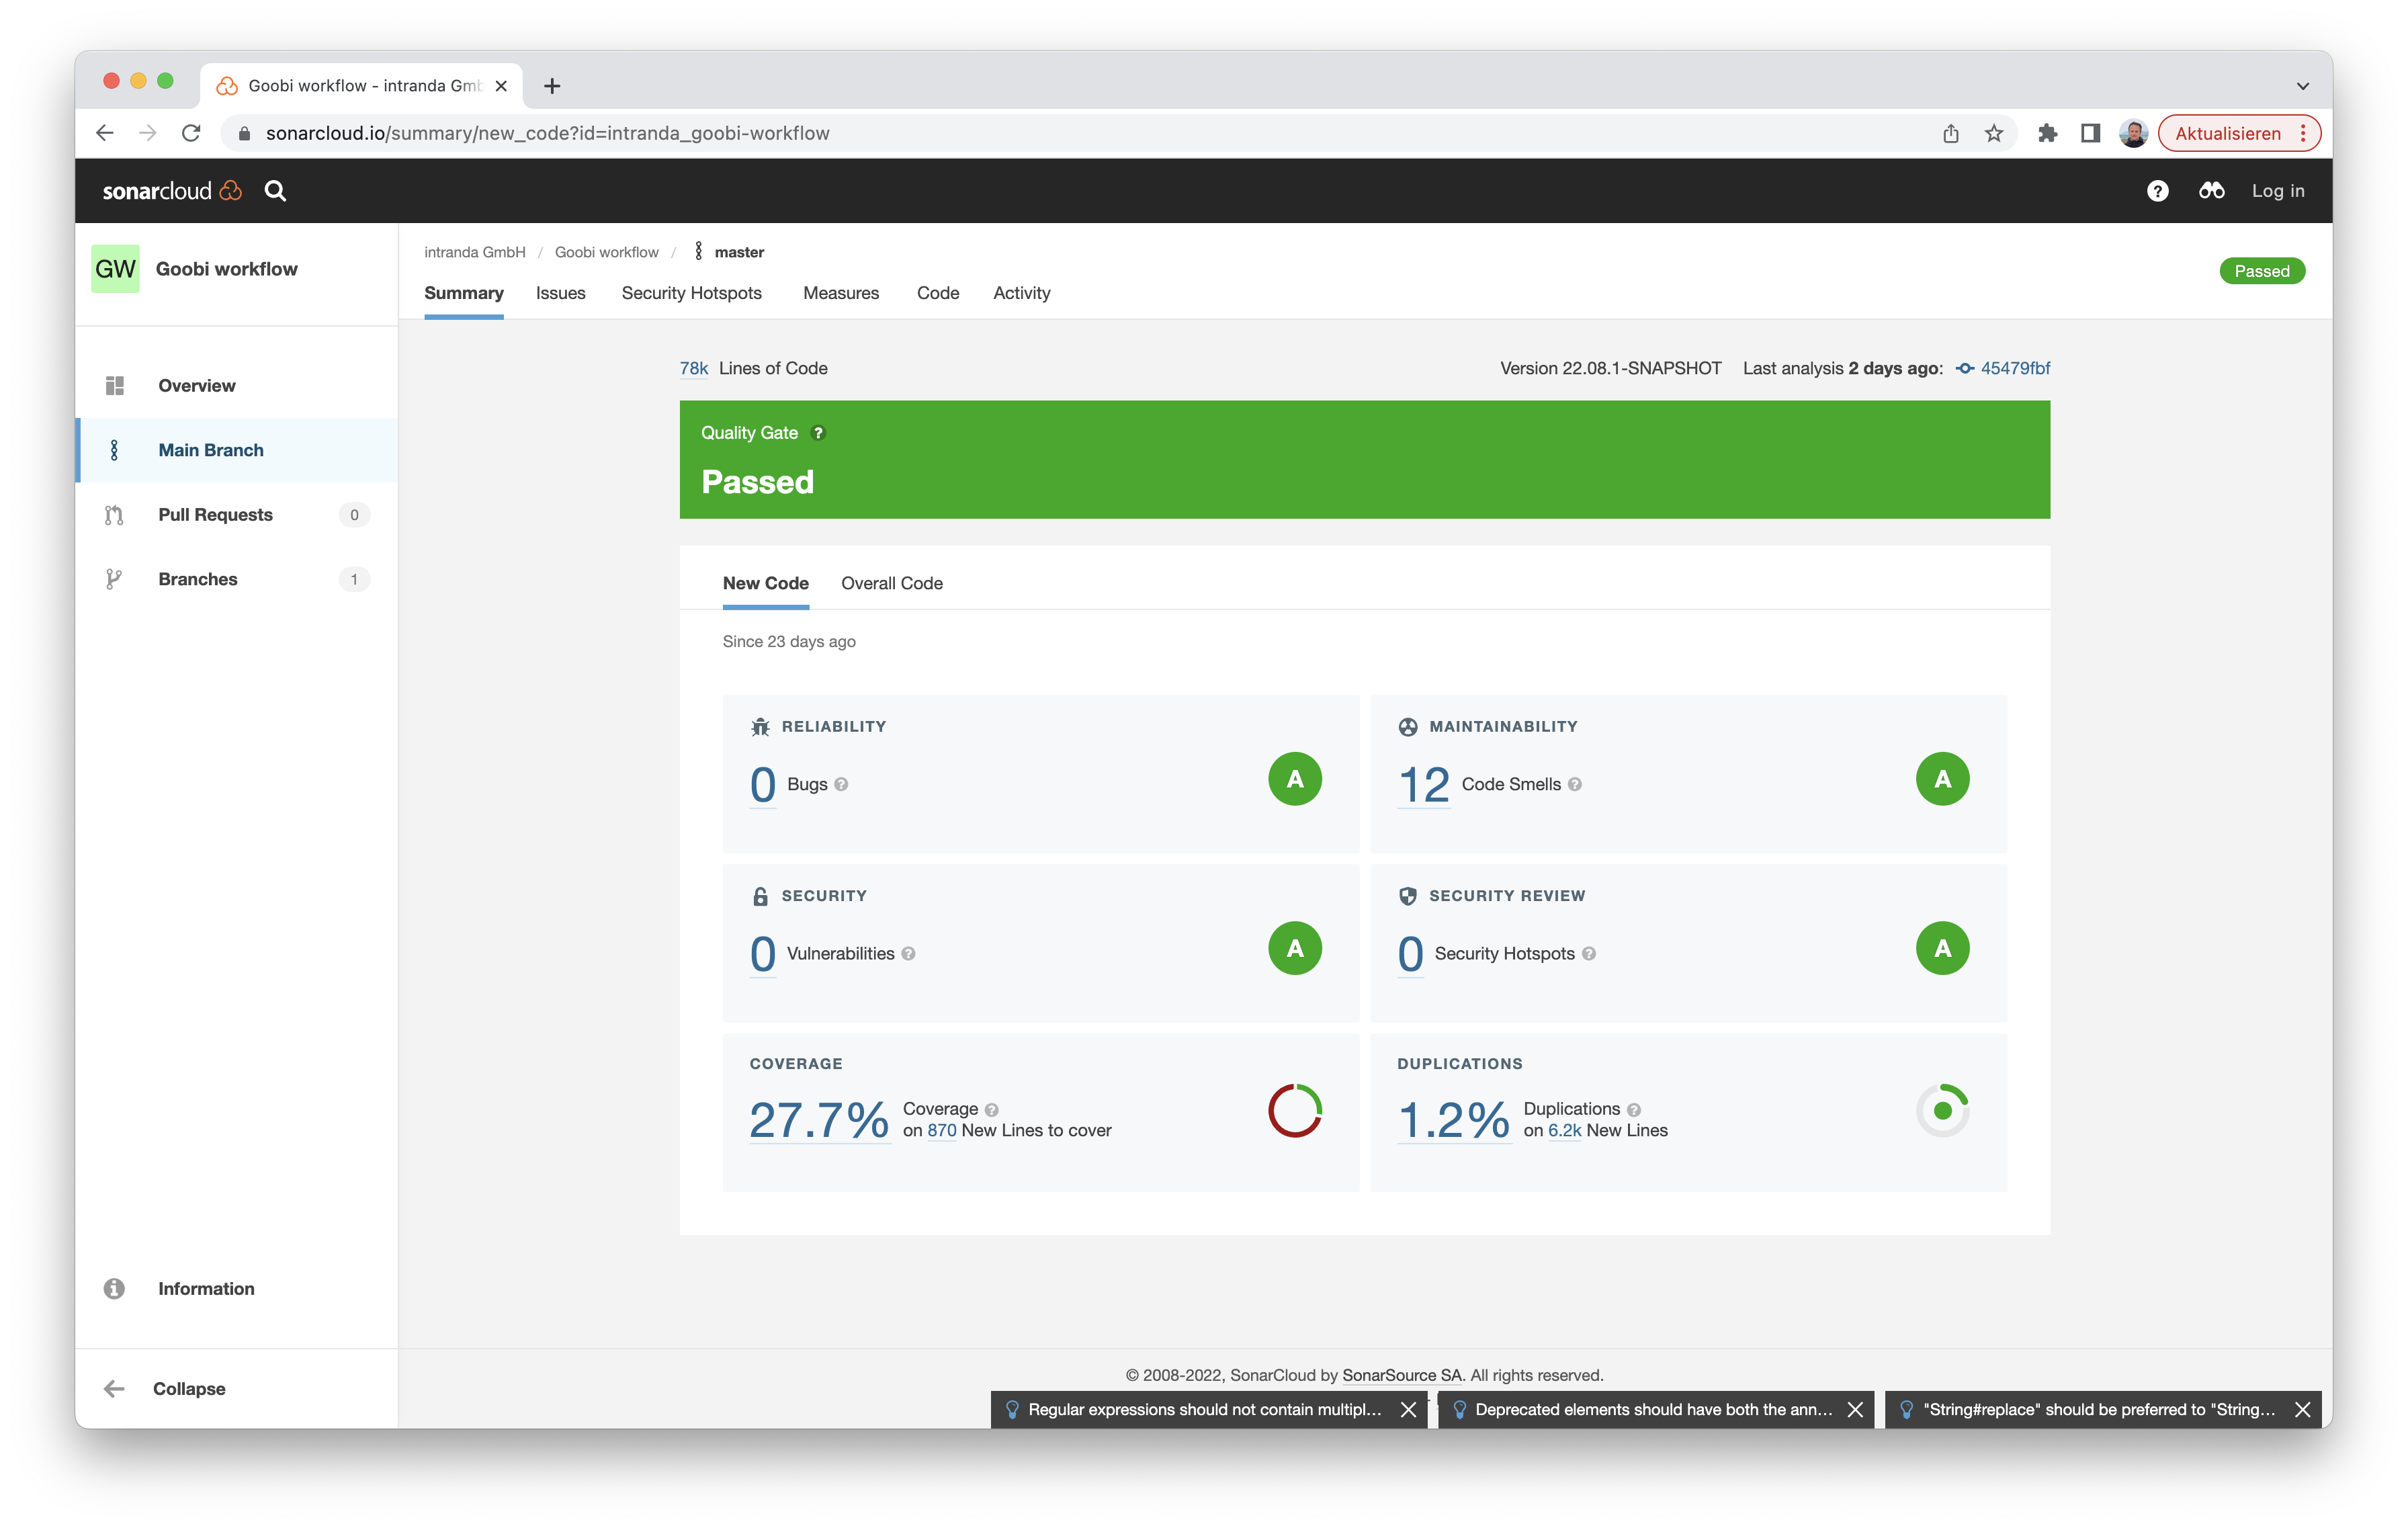 Goobi workflow - intranda Gmb
sonarcloud.io/summary/new_code?id=intranda_goobi-workflow
Aktualisieren
sonarcloud
Log in
GW Goobi workflow
intranda GmbH / Goobi workflow / master
Passed
Summary Issues Security Hotspots Measures Code Activity
Overview
Main Branch
Pull Requests 0
Branches 1
78k Lines of Code
Version 22.08.1-SNAPSHOT Last analysis 2 days ago: 45479fbf
Quality Gate ?
Passed
New Code Overall Code
Since 23 days ago
RELIABILITY
0 Bugs ?
A
MAINTAINABILITY
12 Code Smells ?
A
SECURITY
0 Vulnerabilities ?
A
SECURITY REVIEW
0 Security Hotspots ?
A
COVERAGE
27.7% Coverage ?
on 870 New Lines to cover
DUPLICATIONS
1.2% Duplications ?
on 6.2k New Lines
Information
Collapse
© 2008-2022, SonarCloud by SonarSource SA. All rights reserved.
Regular expressions should not contain multipl...
Deprecated elements should have both the ann...
"String#replace" should be preferred to "String...